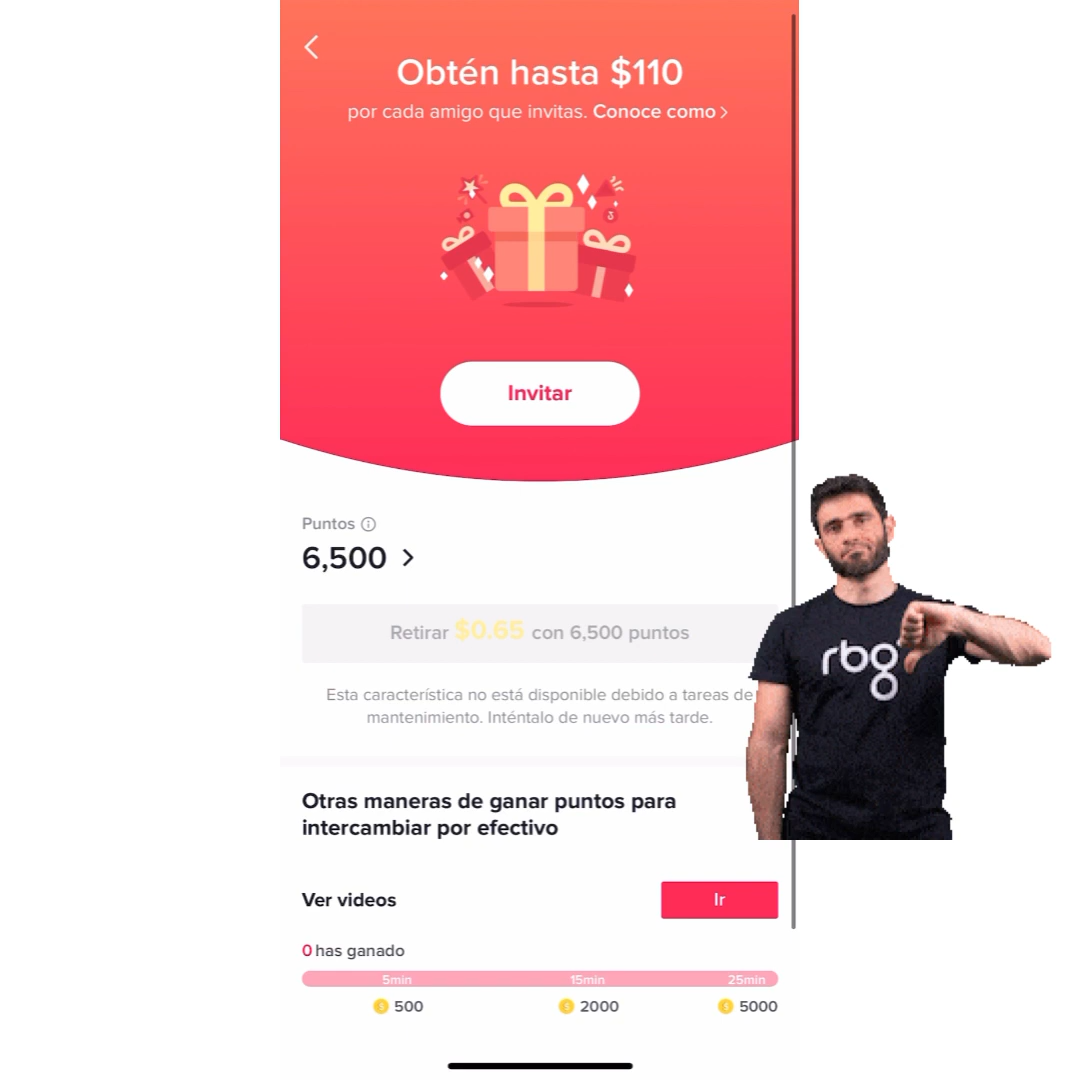 Obtén hasta $110
por cada amigo que invitas. Conoce como >
Invitar
Puntos
6,500 >
Retirar $0.65 con 6,500 puntos
Esta característica no está disponible debido a tareas de
mantenimiento. Inténtalo de nuevo más tarde.
rbg
Otras maneras de ganar puntos para
intercambiar por efectivo
Ver videos
Ir
0 has ganado
5min 15min 25min
500 2000 5000